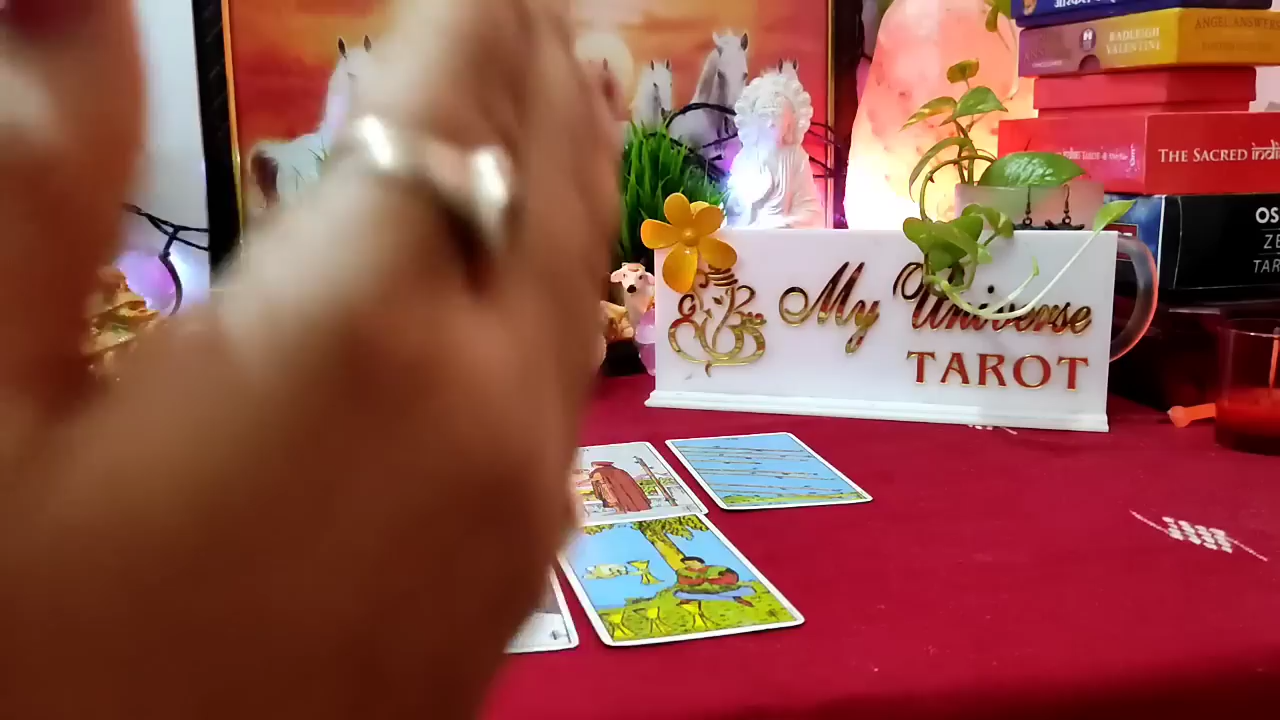 ANGEL ANSWERS
RADLEIGH
VALENTINE
THE SACRED indi
OS
ZE
TAR
My Universe
TAROT